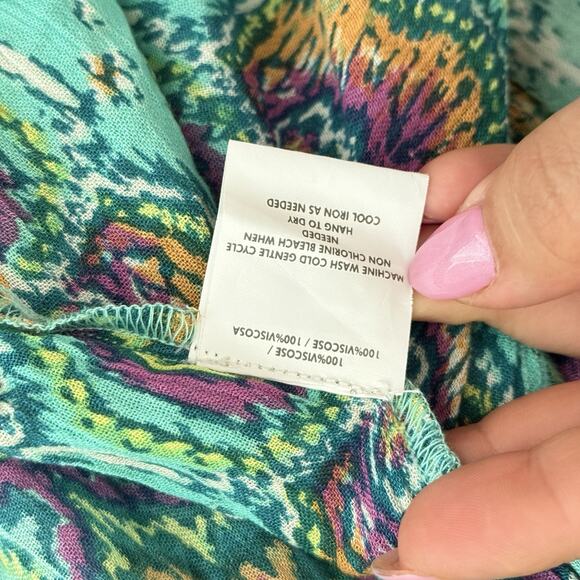 100%VISCOSE /
100%VISCOSE / 100%VISCOSA
MACHINE WASH COLD GENTLE CYCLE
NON CHLORINE BLEACH WHEN
NEEDED
HANG TO DRY
COOL IRON AS NEEDED